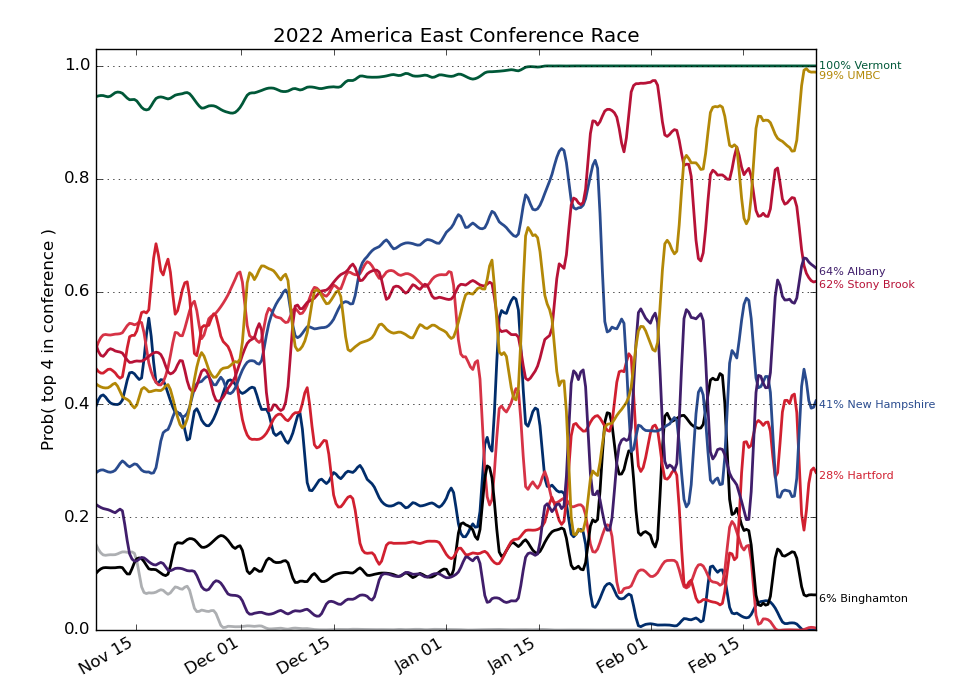 2022 America East Conference Race
Prob( top 4 in conference )
1.0
0.8
0.6
0.4
0.2
0.0
Nov 15
Dec 01
Dec 15
Jan 01
Jan 15
Feb 01
Feb 15
100% Vermont
99% UMBC
64% Albany
62% Stony Brook
41% New Hampshire
28% Hartford
6% Binghamton